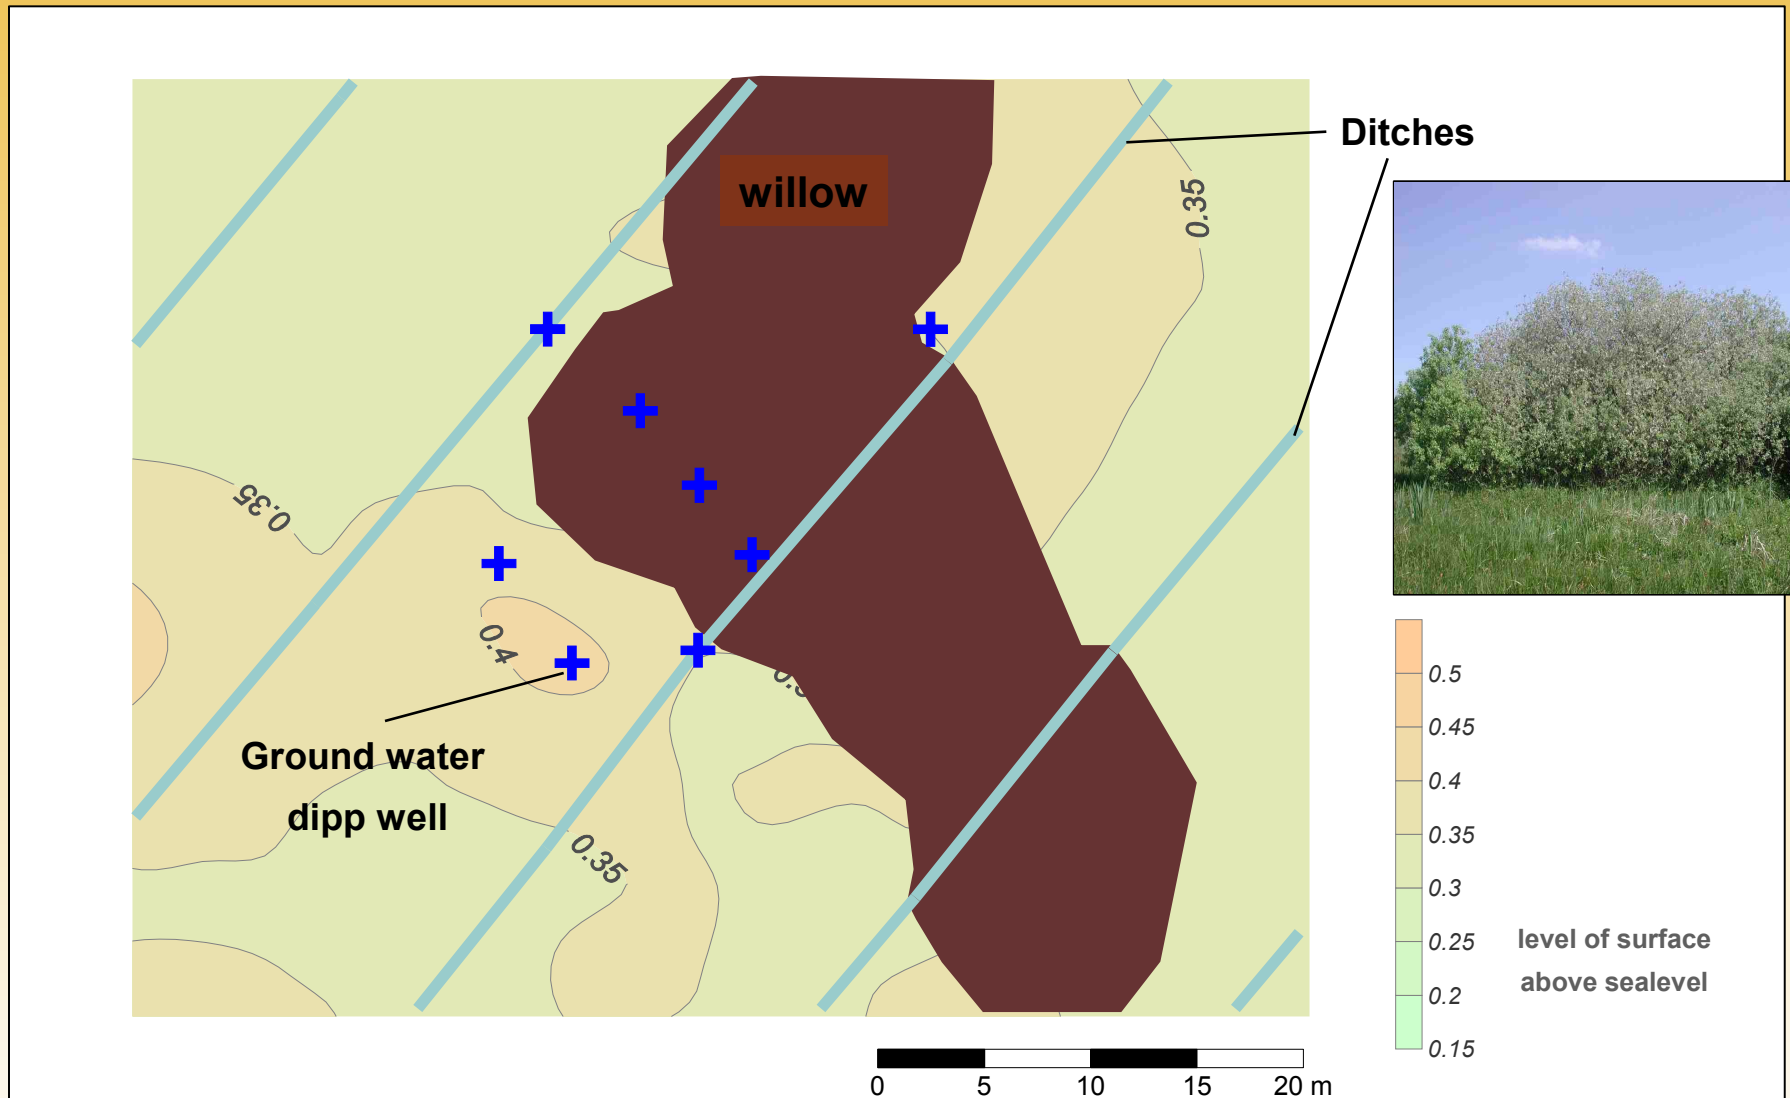 Ditches
willow
0.35
0.35
0.4
Ground water
dipp well
0.35
0.5
0.45
0.4
0.35
0.3
0.25
0.2
0.15
level of surface
above sealevel
0 5 10 15 20 m